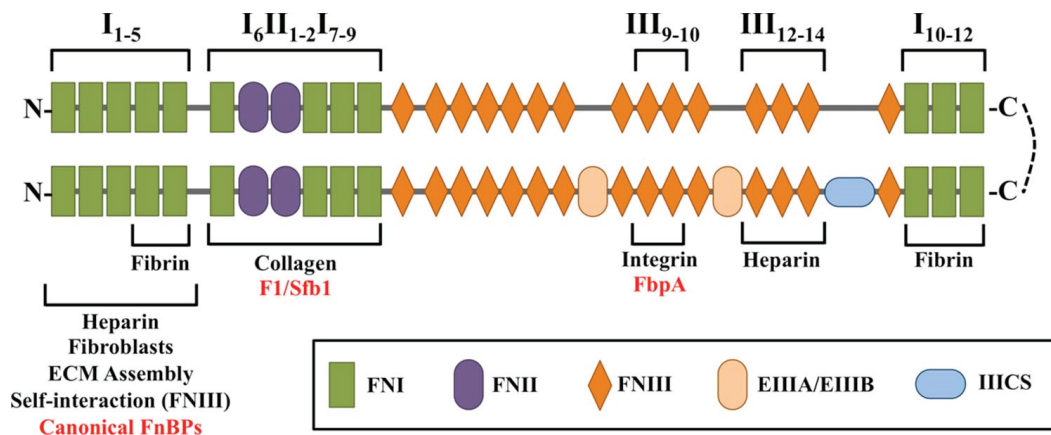 I1-5 I6II1-2I7-9 III9-10 III12-14 I10-12
N- -C
N- -C
Fibrin Collagen Integrin Heparin Fibrin
F1/Sfb1 FbpA
Heparin
Fibroblasts
ECM Assembly
Self-interaction (FNIII)
Canonical FnBPs
FNI FNII FNIII EIIIA/EIIIB IIICS